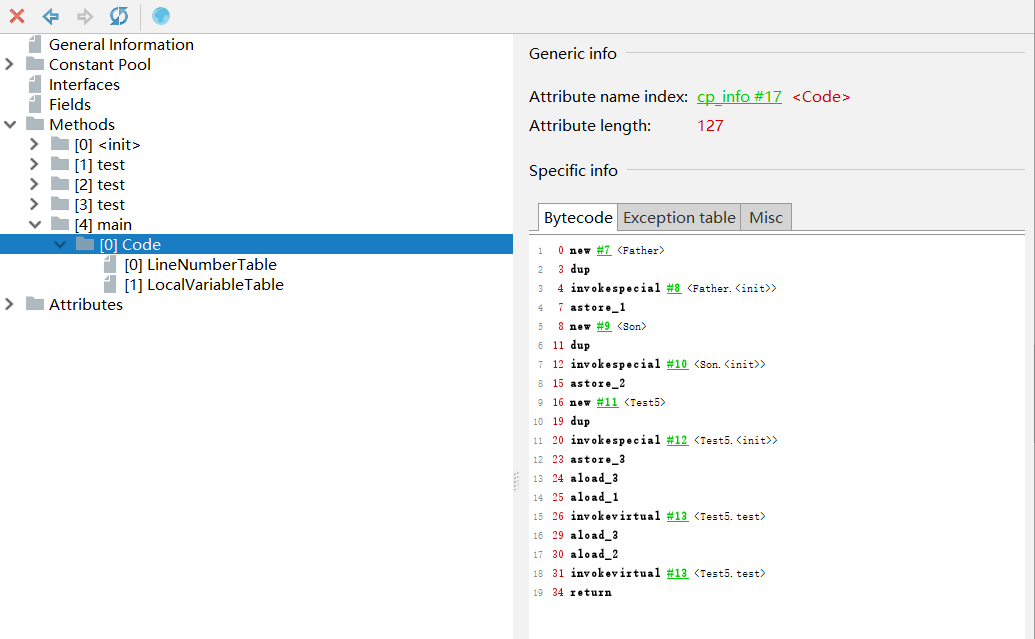 General Information
Constant Pool
Interfaces
Fields
Methods
[0] <init>
[1] test
[2] test
[3] test
[4] main
[0] Code
[0] LineNumberTable
[1] LocalVariableTable
Attributes
Generic info
Attribute name index: cp_info #17 <Code>
Attribute length: 127
Specific info
Bytecode Exception table Misc
1 0 new #7 <Father>
2 3 dup
3 4 invokespecial #8 <Father.<init>>
4 7 astore_1
5 8 new #9 <Son>
6 11 dup
7 12 invokespecial #10 <Son.<init>>
8 15 astore_2
9 16 new #11 <Test5>
10 19 dup
11 20 invokespecial #12 <Test5.<init>>
12 23 astore_3
13 24 aload_3
14 25 aload_1
15 26 invokevirtual #13 <Test5.test>
16 29 aload_3
17 30 aload_2
18 31 invokevirtual #13 <Test5.test>
19 34 return